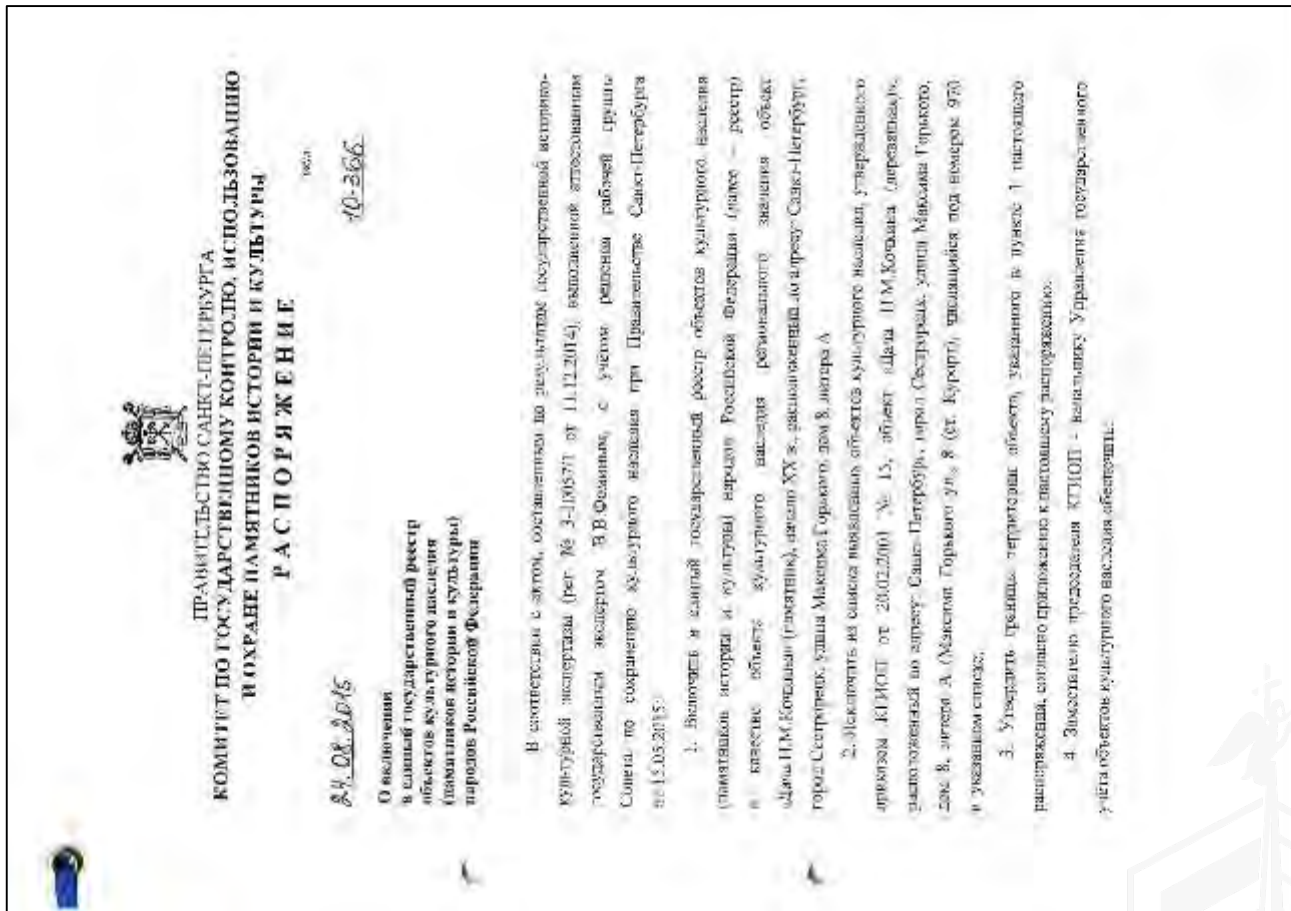 ПРАВИТЕЛЬСТВО САНКТ-ПЕТЕРБУРГА
КОМИТЕТ ПО ГОСУДАРСТВЕННОМУ КОНТРОЛЮ, ИСПОЛЬЗОВАНИЮ
И ОХРАНЕ ПАМЯТНИКОВ ИСТОРИИ И КУЛЬТУРЫ
РАСПОРЯЖЕНИЕ
24.08.2015 10-366
О включении
в единый государственный реестр
объектов культурного наследия
(памятников истории и культуры)
народов Российской Федерации
В соответствии с актом, составленным по результатам государственной историко-
культурной экспертизы (рег. № 3-10057/1 от 11.12.2014), выполненной аттестованным
государственным экспертом В.В.Фоминым, с учетом решения рабочей группы
Совета по сохранению культурного наследия при Правительстве Санкт-Петербурга
от 15.05.2015:
1. Включить в единый государственный реестр объектов культурного наследия
(памятников истории и культуры) народов Российской Федерации (далее – реестр)
в качестве объекта культурного наследия регионального значения объект
«Дача Н.М.Кочкина» (памятник), начало XX в., расположенный по адресу: Санкт-Петербург,
город Сестрорецк, улица Максима Горького, дом 8, литера А
2. Исключить из списка выявленных объектов культурного наследия, утвержденного
приказом КГИОП от 20.02.2001 № 15, объект «Дача Н.М.Кочкина (деревянная)»,
расположенный по адресу: Санкт-Петербург, город Сестрорецк, улица Максима Горького,
дом 8, литера А (Максима Горького ул., 8 (ст. Курорт), числящийся под номером 970
в указанном списке.
3. Утвердить границы территории объекта, указанного в пункте 1 настоящего
распоряжения, согласно приложению к настоящему распоряжению.
4. Заместителю председателя КГИОП - начальнику Управления государственного
учета объектов культурного наследия обеспечить: